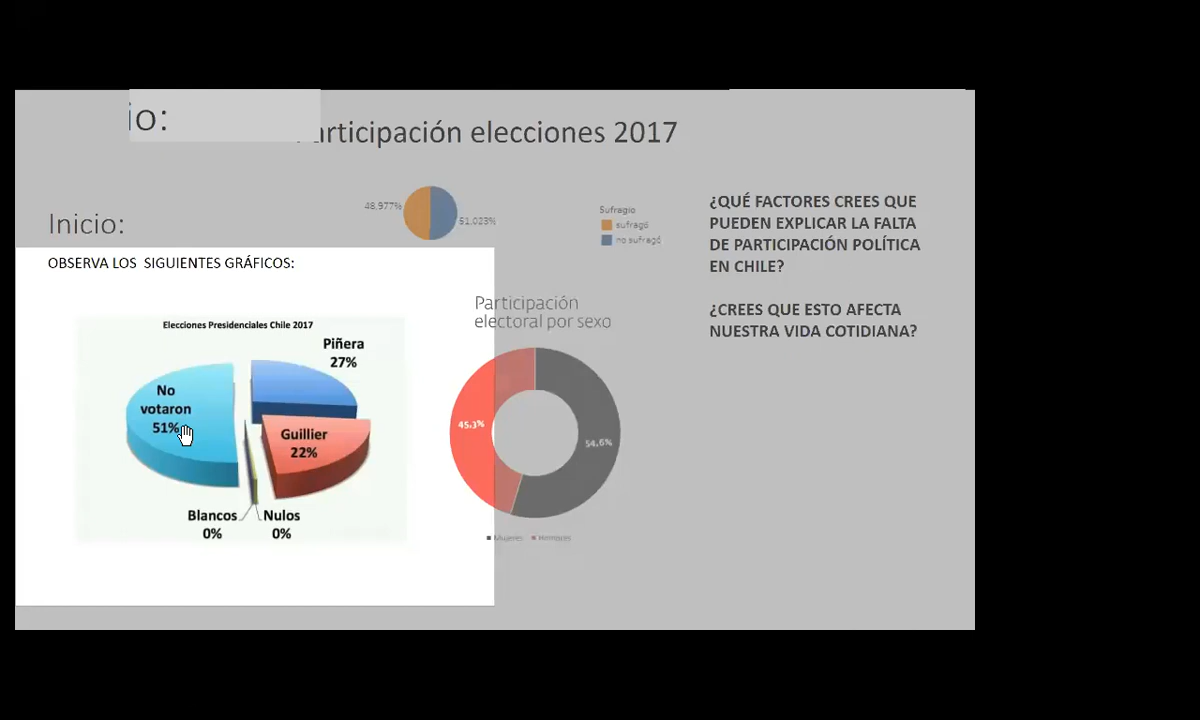 io:
articipación elecciones 2017
Inicio:
48,977%
51,023%
Sufragio
sufragó
no sufragó
¿QUÉ FACTORES CREES QUE
PUEDEN EXPLICAR LA FALTA
DE PARTICIPACIÓN POLÍTICA
EN CHILE?
¿CREES QUE ESTO AFECTA
NUESTRA VIDA COTIDIANA?
OBSERVA LOS SIGUIENTES GRÁFICOS:
Elecciones Presidenciales Chile 2017
Piñera
27%
No
votaron
51%
Guillier
22%
Blancos
0%
Nulos
0%
Participación
electoral por sexo
45,3%
54,6%
Mujeres
Hombres